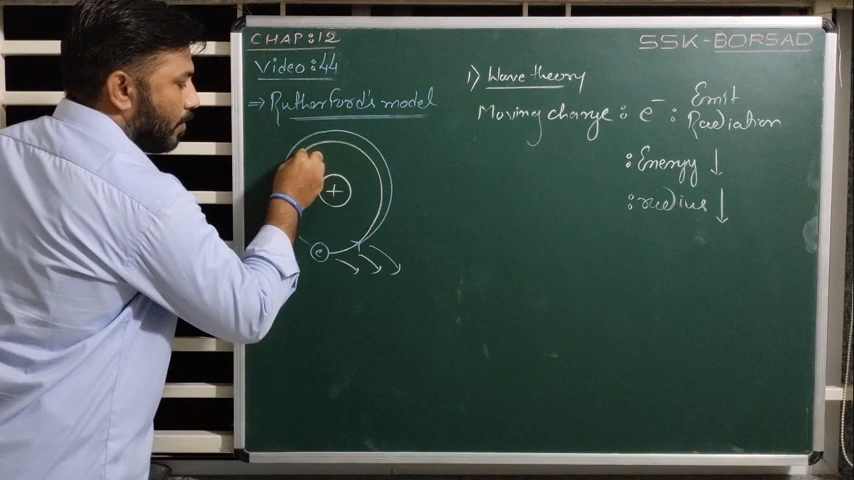 CHAP:12
SSK-BORSAD
Video:44
⇒ Rutherford's model
1) Wave theory
Moving charge : e⁻ : Emit Radiation
: Energy ↓
: radius ↓
+
e